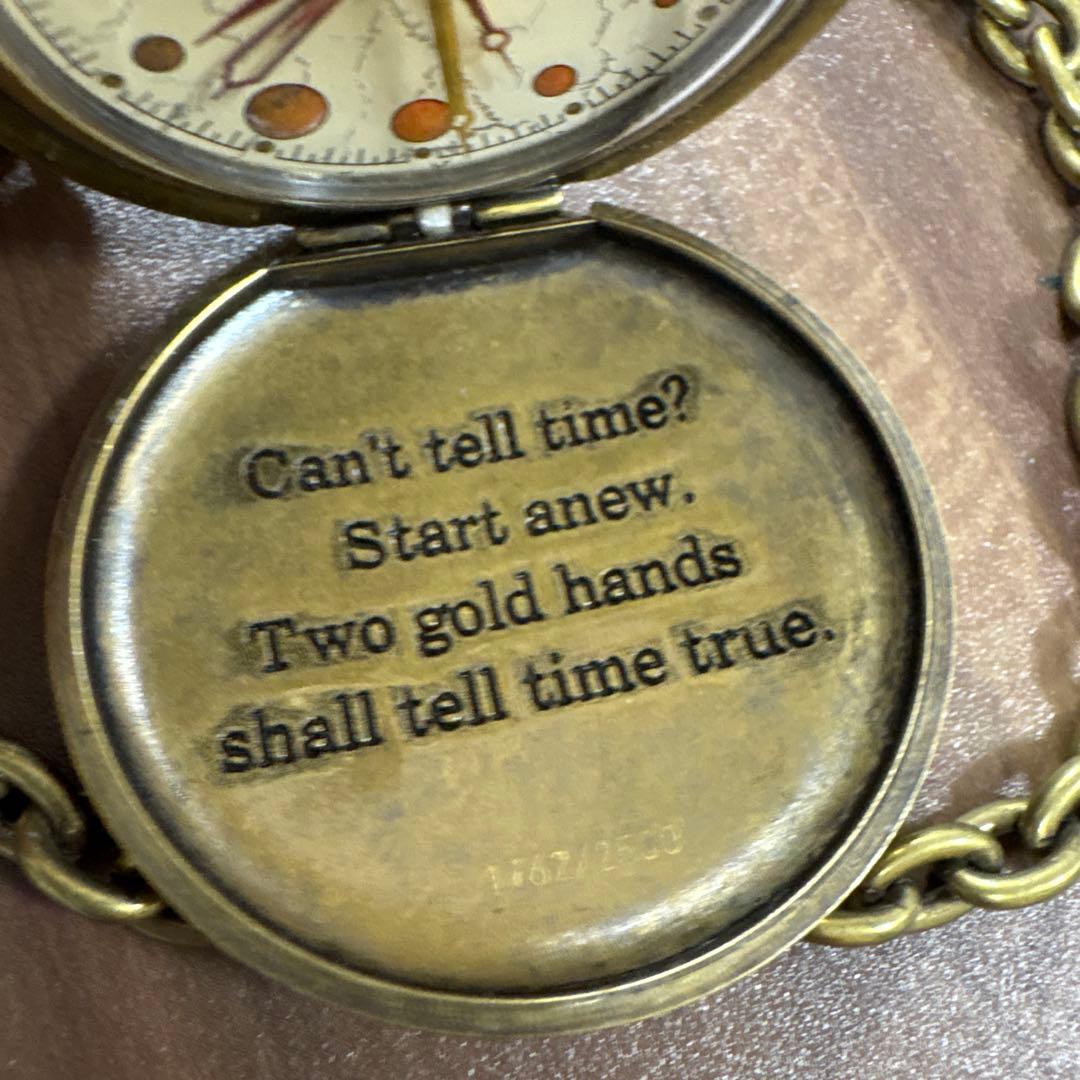 Can't tell time?
Start anew.
Two gold hands
shall tell time true.